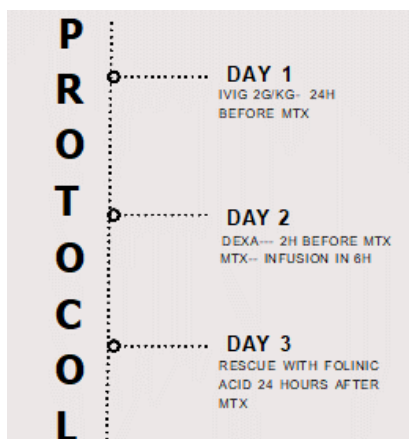 PROTOCOL
DAY 1
IVIG 2G/KG- 24H
BEFORE MTX
DAY 2
DEXA--- 2H BEFORE MTX
MTX-- INFUSION IN 6H
DAY 3
RESCUE WITH FOLINIC
ACID 24 HOURS AFTER
MTX